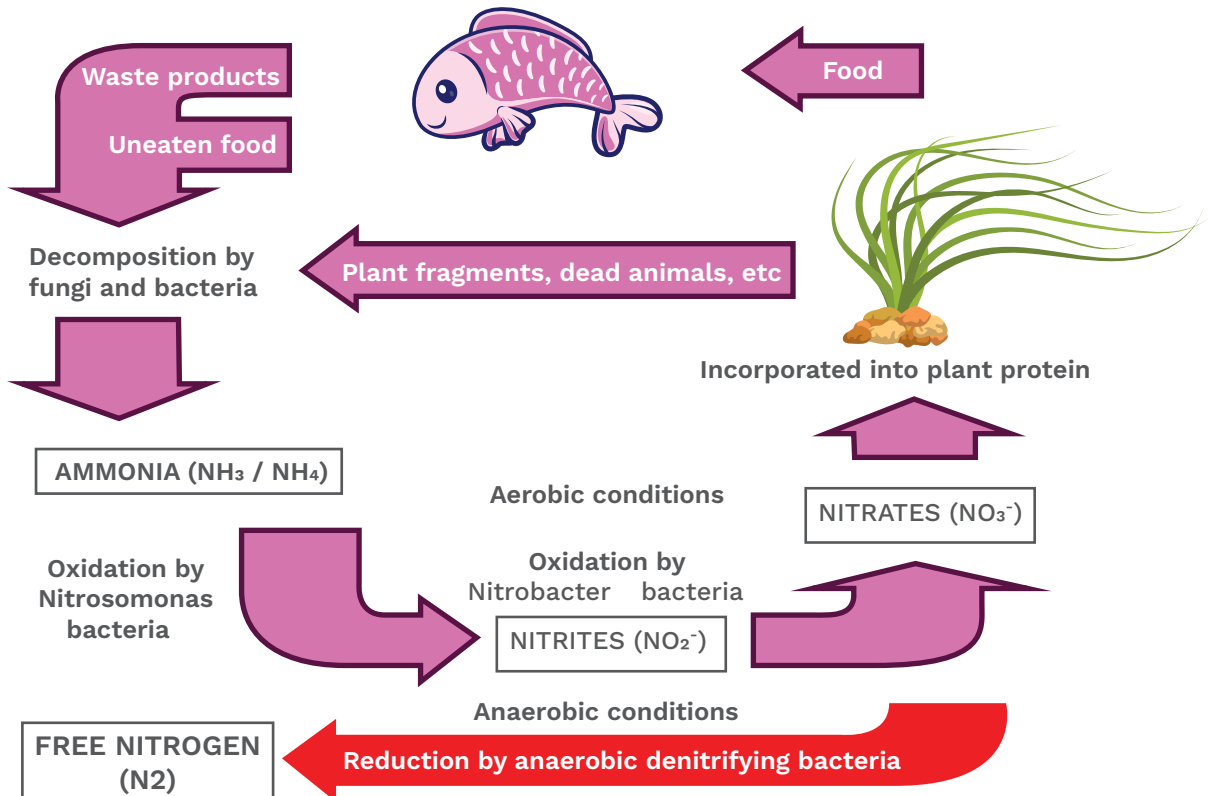 Waste products
Uneaten food
Food
Decomposition by
fungi and bacteria
Plant fragments, dead animals, etc
Incorporated into plant protein
AMMONIA (NH₃ / NH₄)
Aerobic conditions
NITRATES (NO₃⁻)
Oxidation by
Nitrosomonas
bacteria
Oxidation by
Nitrobacter bacteria
NITRITES (NO₂⁻)
Anaerobic conditions
FREE NITROGEN
(N2)
Reduction by anaerobic denitrifying bacteria